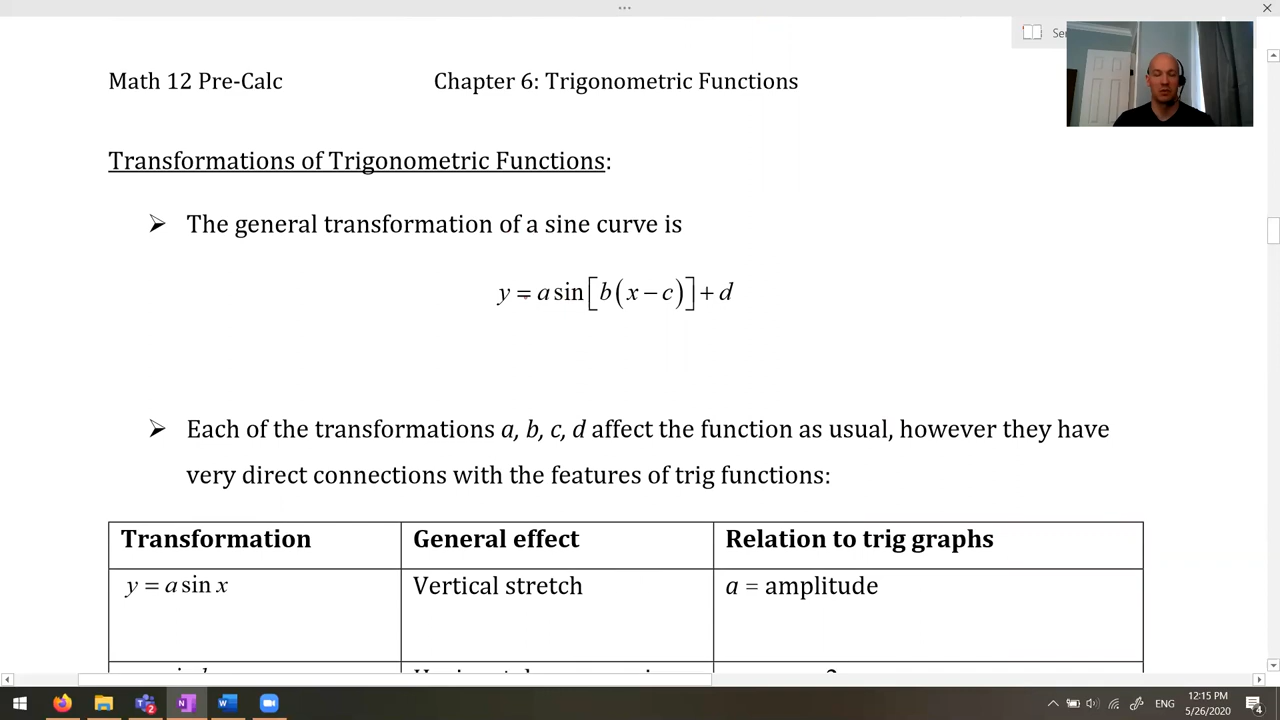 Math 12 Pre-Calc Chapter 6: Trigonometric Functions
Transformations of Trigonometric Functions:
➢ The general transformation of a sine curve is
y = a sin[b(x − c)] + d
➢ Each of the transformations a, b, c, d affect the function as usual, however they have
very direct connections with the features of trig functions:
Transformation General effect Relation to trig graphs
y = a sin x Vertical stretch a = amplitude
ENG 12:15 PM
5/26/2020
4